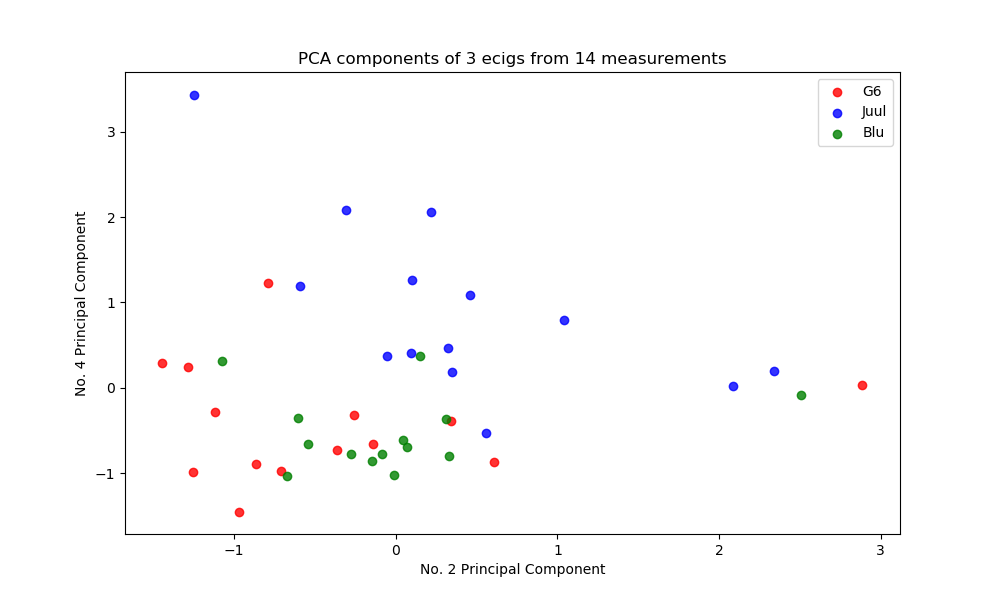 PCA components of 3 ecigs from 14 measurements
G6
Juul
Blu
No. 4 Principal Component
3
2
1
0
−1
−1
0
1
2
3
No. 2 Principal Component